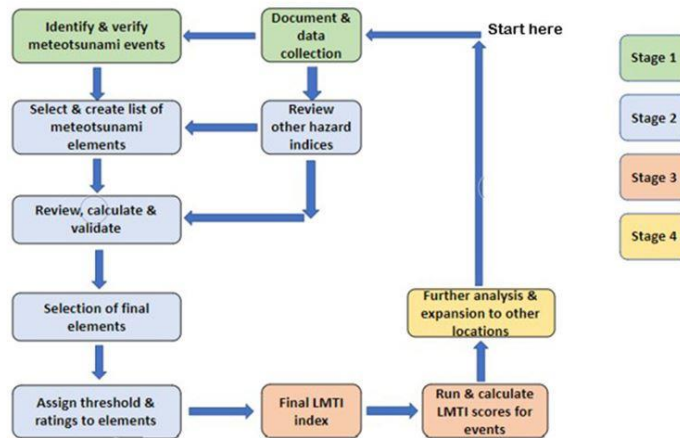 Start here
Document &
data
collection
Identify & verify
meteotsunami events
Select & create list of
meteotsunami
elements
Review
other hazard
indices
Review, calculate &
validate
Selection of final
elements
Assign threshold &
ratings to elements
Final LMTI
index
Run & calculate
LMTI scores for
events
Further analysis &
expansion to other
locations
Stage 1
Stage 2
Stage 3
Stage 4